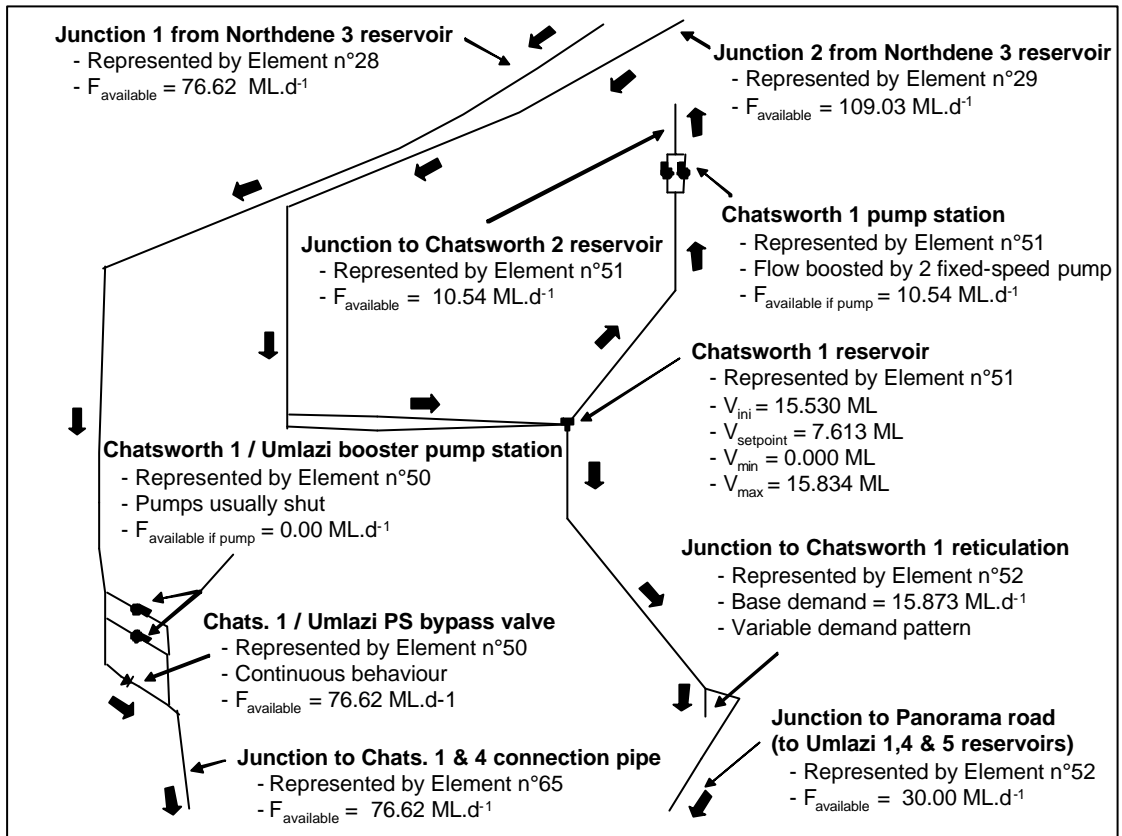 Junction 1 from Northdene 3 reservoir
- Represented by Element n°28
- Favailable = 76.62 ML.d-1
Junction 2 from Northdene 3 reservoir
- Represented by Element n°29
- Favailable = 109.03 ML.d-1
Chatsworth 1 pump station
- Represented by Element n°51
- Flow boosted by 2 fixed-speed pump
- Favailable if pump = 10.54 ML.d-1
Junction to Chatsworth 2 reservoir
- Represented by Element n°51
- Favailable = 10.54 ML.d-1
Chatsworth 1 reservoir
- Represented by Element n°51
- Vini = 15.530 ML
- Vsetpoint = 7.613 ML
- Vmin = 0.000 ML
- Vmax = 15.834 ML
Chatsworth 1 / Umlazi booster pump station
- Represented by Element n°50
- Pumps usually shut
- Favailable if pump = 0.00 ML.d-1
Junction to Chatsworth 1 reticulation
- Represented by Element n°52
- Base demand = 15.873 ML.d-1
- Variable demand pattern
Chats. 1 / Umlazi PS bypass valve
- Represented by Element n°50
- Continuous behaviour
- Favailable = 76.62 ML.d-1
Junction to Panorama road
(to Umlazi 1,4 & 5 reservoirs)
- Represented by Element n°52
- Favailable = 30.00 ML.d-1
Junction to Chats. 1 & 4 connection pipe
- Represented by Element n°65
- Favailable = 76.62 ML.d-1